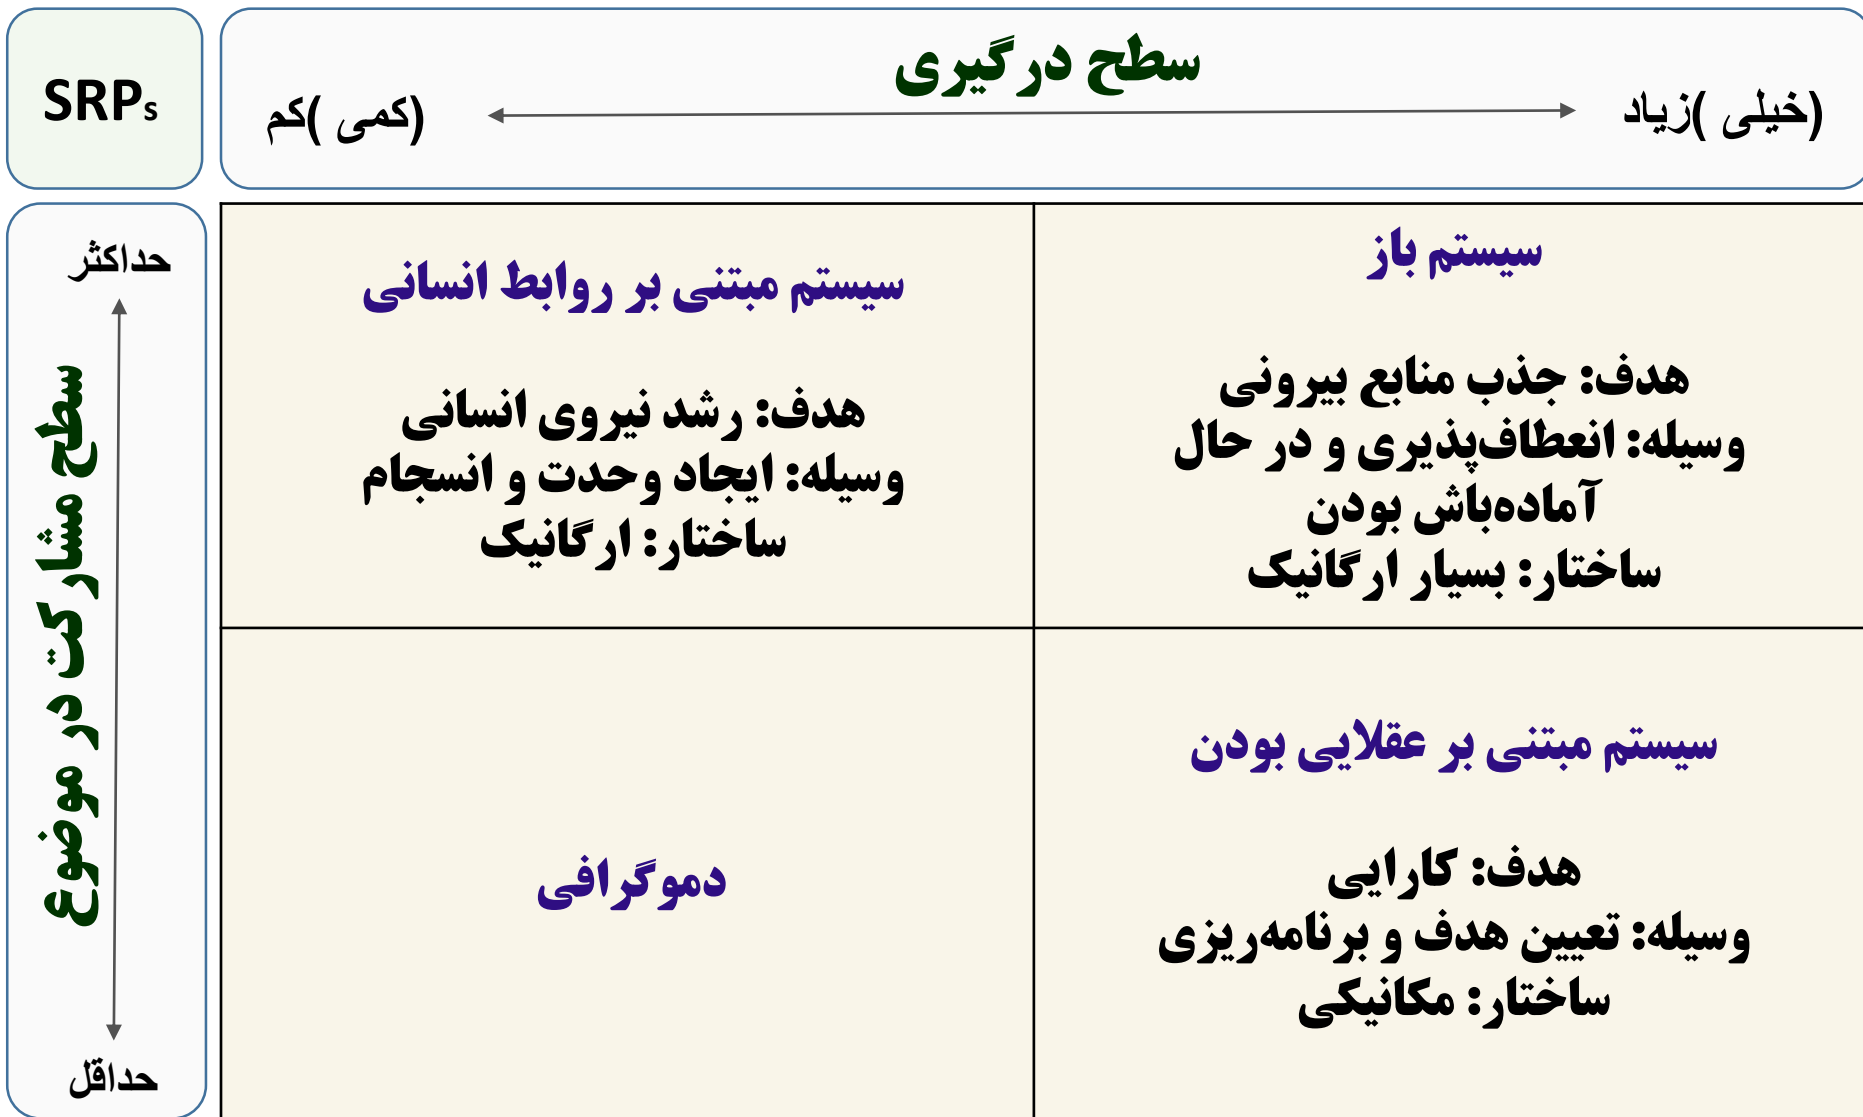 SRPs
سطح درگیری
(خیلی )زیاد
(کمی )کم
سطح مشارکت در موضوع
حداکثر
حداقل
سیستم باز
هدف: جذب منابع بیرونی
وسیله: انعطاف‌پذیری و در حال
آماده‌باش بودن
ساختار: بسیار ارگانیک
سیستم مبتنی بر روابط انسانی
هدف: رشد نیروی انسانی
وسیله: ایجاد وحدت و انسجام
ساختار: ارگانیک
سیستم مبتنی بر عقلایی بودن
هدف: کارایی
وسیله: تعیین هدف و برنامه‌ریزی
ساختار: مکانیکی
دموگرافی